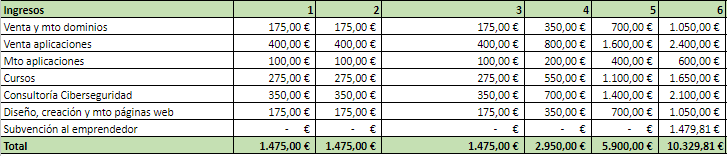 Ingresos 1 2 3 4 5 6
Venta y mto dominios 175,00 € 175,00 € 175,00 € 350,00 € 700,00 € 1.050,00 €
Venta aplicaciones 400,00 € 400,00 € 400,00 € 800,00 € 1.600,00 € 2.400,00 €
Mto aplicaciones 100,00 € 100,00 € 100,00 € 200,00 € 400,00 € 600,00 €
Cursos 275,00 € 275,00 € 275,00 € 550,00 € 1.100,00 € 1.650,00 €
Consultoría Ciberseguridad 350,00 € 350,00 € 350,00 € 700,00 € 1.400,00 € 2.100,00 €
Diseño, creación y mto páginas web 175,00 € 175,00 € 175,00 € 350,00 € 700,00 € 1.050,00 €
Subvención al emprendedor - € - € - € - € - € 1.479,81 €
Total 1.475,00 € 1.475,00 € 1.475,00 € 2.950,00 € 5.900,00 € 10.329,81 €